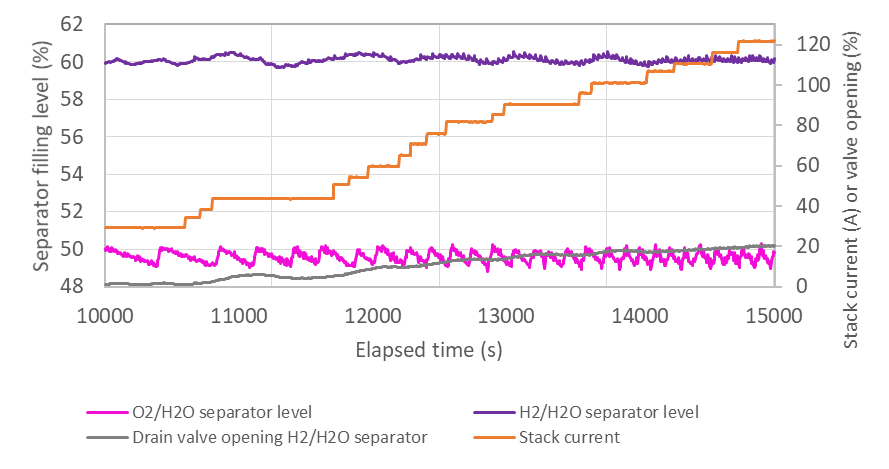 Separator filling level (%)
62
60
58
56
54
52
50
48
120
100
80
60
40
20
0
Stack current (A) or valve opening (%)
10000 11000 12000 13000 14000 15000
Elapsed time (s)
O2/H2O separator level
H2/H2O separator level
Drain valve opening H2/H2O separator
Stack current